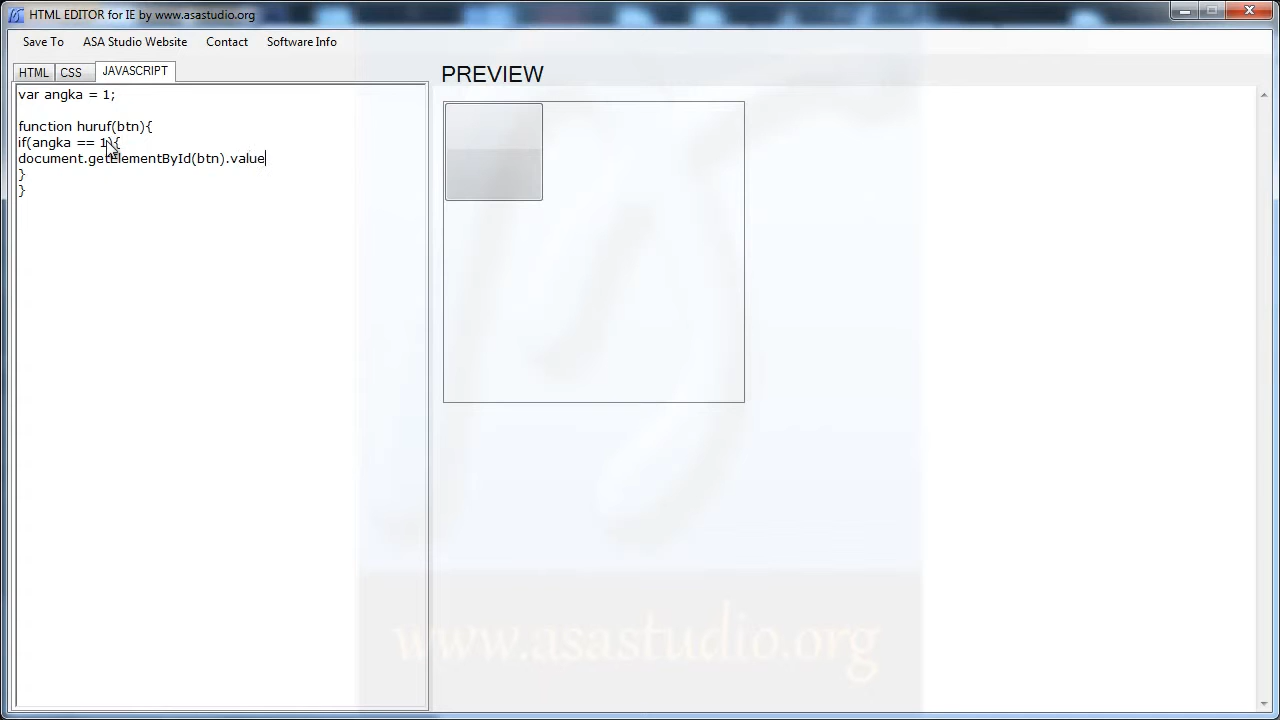 HTML EDITOR for IE by www.asastudio.org
Save To ASA Studio Website Contact Software Info
HTML CSS JAVASCRIPT
PREVIEW
var angka = 1;
function huruf(btn){
if(angka == 1){
document.getElementById(btn).value
}
}
www.asastudio.org